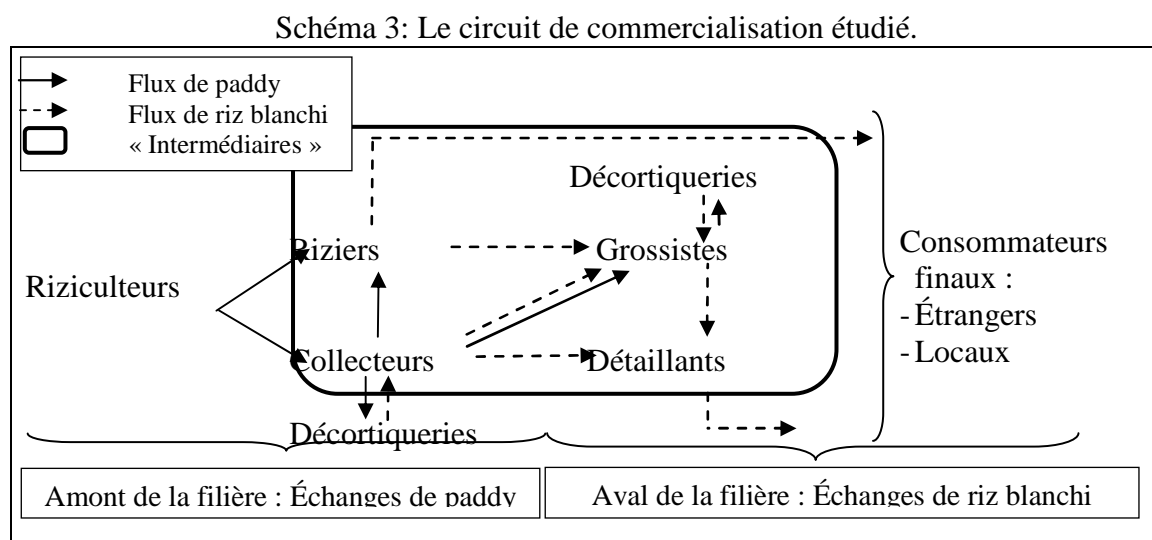 Schéma 3: Le circuit de commercialisation étudié.
Flux de paddy
Flux de riz blanchi
« Intermédiaires »
Décortiqueries
Riziers
Grossistes
Riziculteurs
Collecteurs
Détaillants
Décortiqueries
Consommateurs
finaux :
- Étrangers
- Locaux
Amont de la filière : Échanges de paddy
Aval de la filière : Échanges de riz blanchi